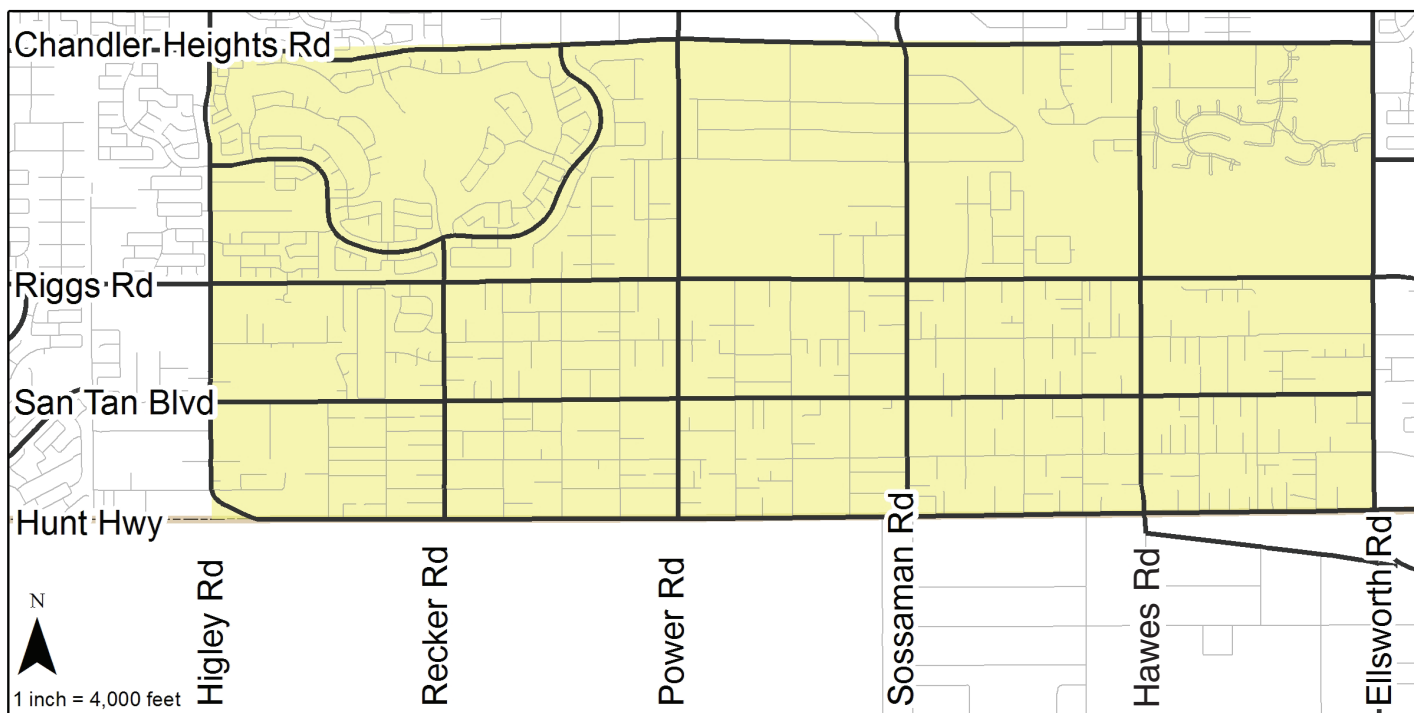 Chandler Heights Rd
Riggs Rd
San Tan Blvd
Hunt Hwy
Higley Rd
Recker Rd
Power Rd
Sossaman Rd
Hawes Rd
Ellsworth Rd
N
1 inch = 4,000 feet